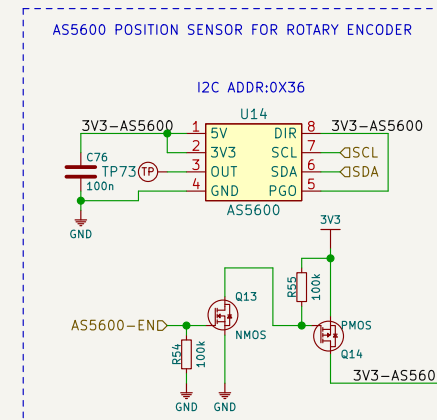 AS5600 POSITION SENSOR FOR ROTARY ENCODER
I2C ADDR:0X36
U14
3V3-AS5600 1 5V DIR 8 3V3-AS5600
C76 2 3V3 SCL 7 SCL
TP73 TP 3 OUT SDA 6 SDA
100n 4 GND PGO 5
AS5600
GND
3V3
R55 100k
Q13
AS5600-EN NMOS PMOS
R54 100k Q14
3V3-AS560
GND GND